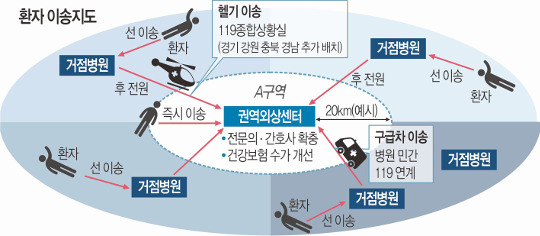 환자 이송지도
헬기 이송
119종합상황실
(경기 강원 충북 경남 추가 배치)
선 이송
환자
거점병원
후 전원
거점병원
선 이송
환자
후 전원
A구역
즉시 이송
권역외상센터
20km(예시)
• 전문의·간호사 확충
• 건강보험 수가 개선
구급차 이송
병원 민간
119 연계
거점병원
환자
선 이송
거점병원
거점병원
환자
선 이송